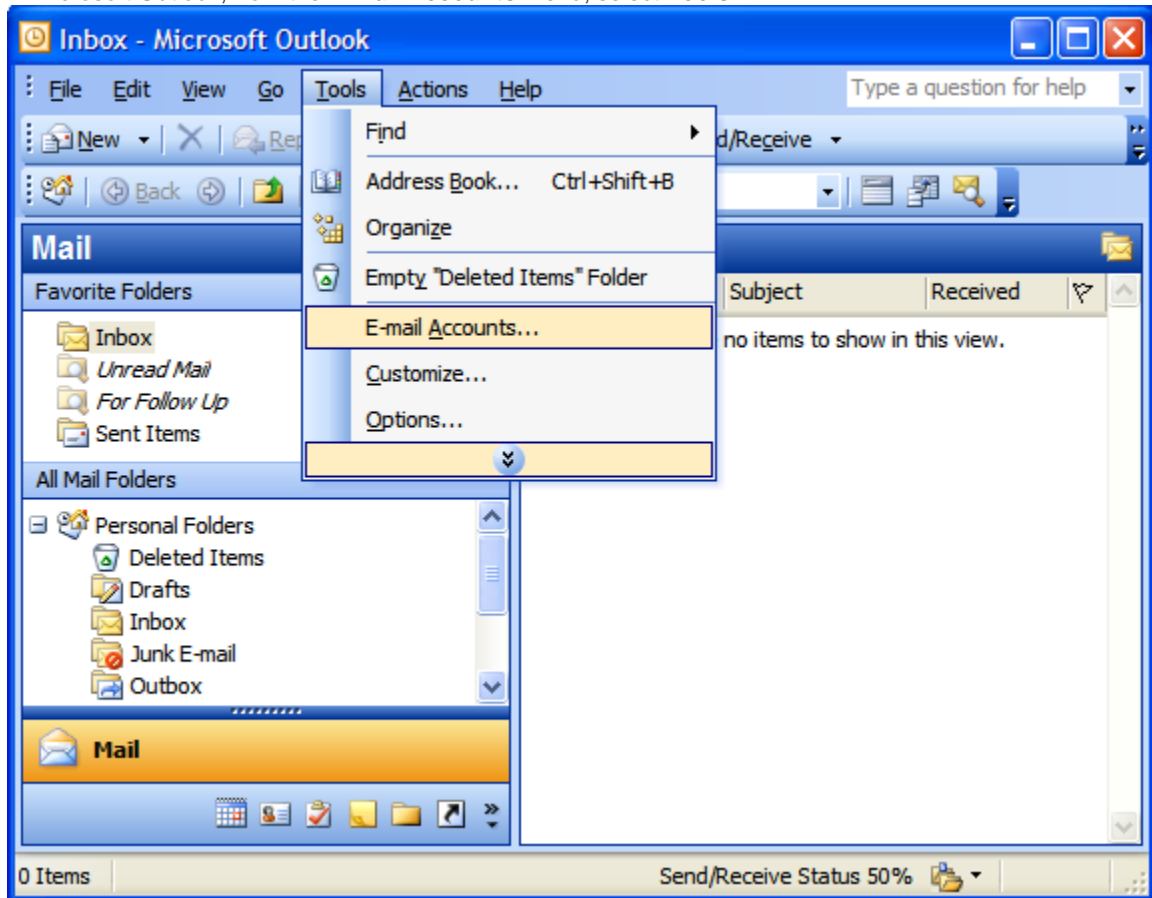 Inbox - Microsoft Outlook
File Edit View Go Tools Actions Help Type a question for help
New Rep d/Receive
Find
Back
Address Book... Ctrl+Shift+B
Organize
Mail
Empty "Deleted Items" Folder
Favorite Folders Subject Received
E-mail Accounts...
Inbox no items to show in this view.
Unread Mail
Customize...
For Follow Up
Options...
Sent Items
All Mail Folders
Personal Folders
Deleted Items
Drafts
Inbox
Junk E-mail
Outbox
Mail
0 Items Send/Receive Status 50%